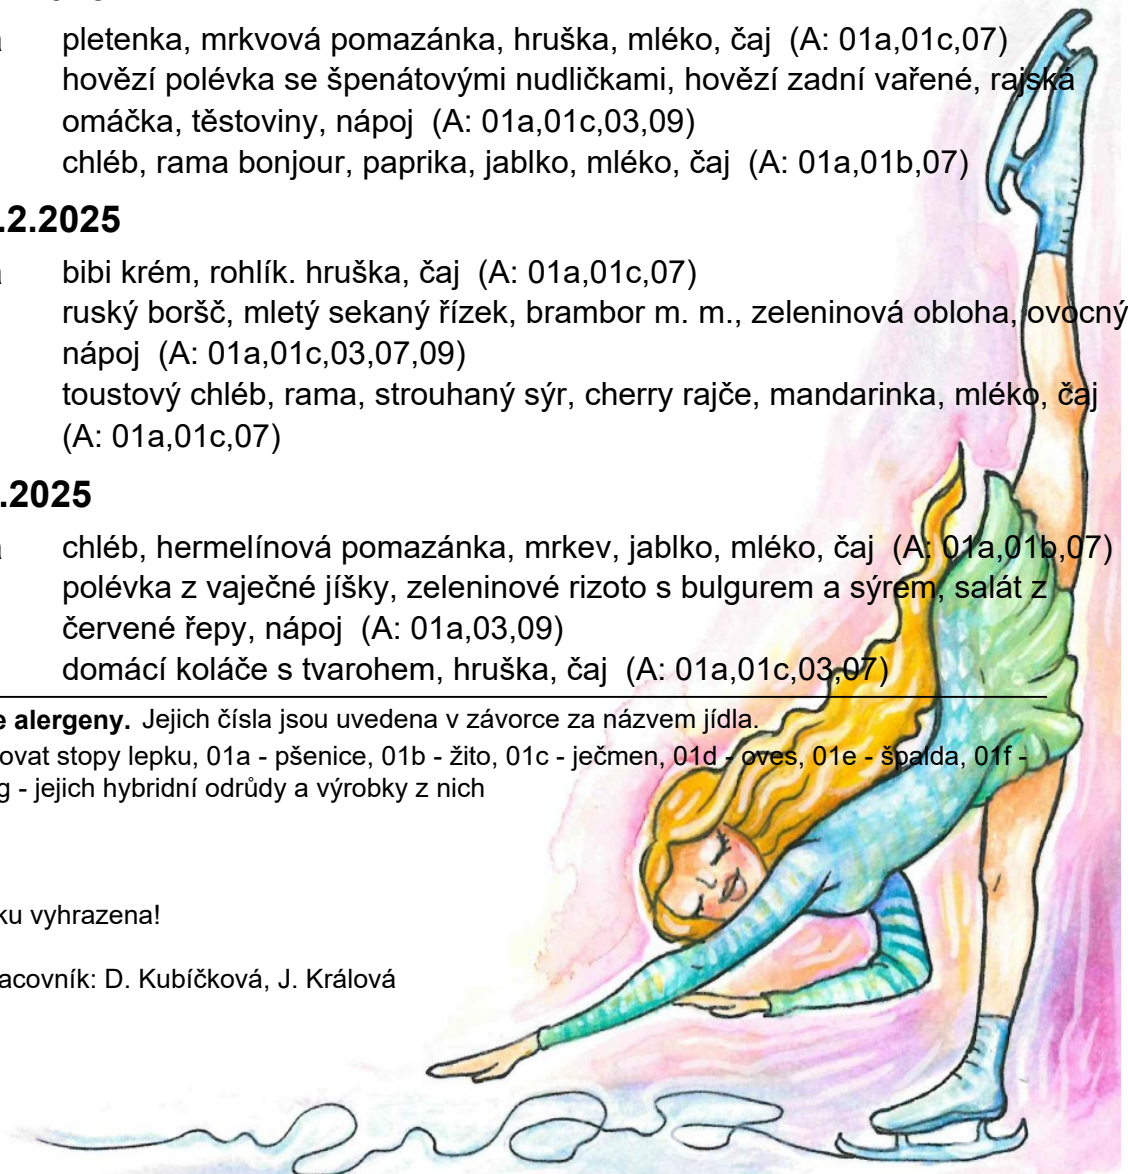 pletenka, mrkvová pomazánka, hruška, mléko, čaj (A: 01a,01c,07)
hovězí polévka se špenátovými nudličkami, hovězí zadní vařené, rajská
omáčka, těstoviny, nápoj (A: 01a,01c,03,09)
chléb, rama bonjour, paprika, jablko, mléko, čaj (A: 01a,01b,07)
.2.2025
bibi krém, rohlík. hruška, čaj (A: 01a,01c,07)
ruský boršč, mletý sekaný řízek, brambor m. m., zeleninová obloha, ovocný
nápoj (A: 01a,01c,03,07,09)
toustový chléb, rama, strouhaný sýr, cherry rajče, mandarinka, mléko, čaj
(A: 01a,01c,07)
.2025
chléb, hermelínová pomazánka, mrkev, jablko, mléko, čaj (A: 01a,01b,07)
polévka z vaječné jíšky, zeleninové rizoto s bulgurem a sýrem, salát z
červené řepy, nápoj (A: 01a,03,09)
domácí koláče s tvarohem, hruška, čaj (A: 01a,01c,03,07)
e alergeny. Jejich čísla jsou uvedena v závorce za názvem jídla.
ovat stopy lepku, 01a - pšenice, 01b - žito, 01c - ječmen, 01d - oves, 01e - špalda, 01f -
g - jejich hybridní odrůdy a výrobky z nich
ku vyhrazena!
acovník: D. Kubíčková, J. Králová